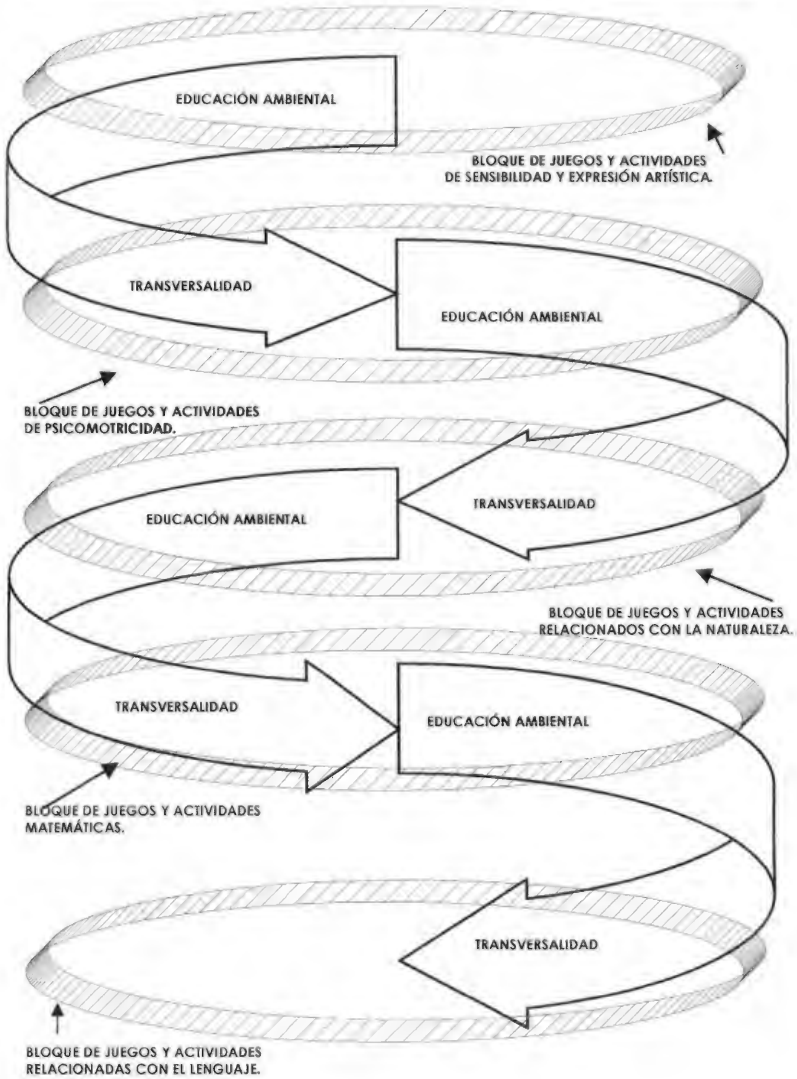 EDUCACIÓN AMBIENTAL
BLOQUE DE JUEGOS Y ACTIVIDADES
DE SENSIBILIDAD Y EXPRESIÓN ARTÍSTICA.
TRANSVERSALIDAD
EDUCACIÓN AMBIENTAL
BLOQUE DE JUEGOS Y ACTIVIDADES
DE PSICOMOTRICIDAD.
EDUCACIÓN AMBIENTAL
TRANSVERSALIDAD
BLOQUE DE JUEGOS Y ACTIVIDADES
RELACIONADOS CON LA NATURALEZA.
TRANSVERSALIDAD
EDUCACIÓN AMBIENTAL
BLOQUE DE JUEGOS Y ACTIVIDADES
MATEMÁTICAS.
TRANSVERSALIDAD
BLOQUE DE JUEGOS Y ACTIVIDADES
RELACIONADAS CON EL LENGUAJE.